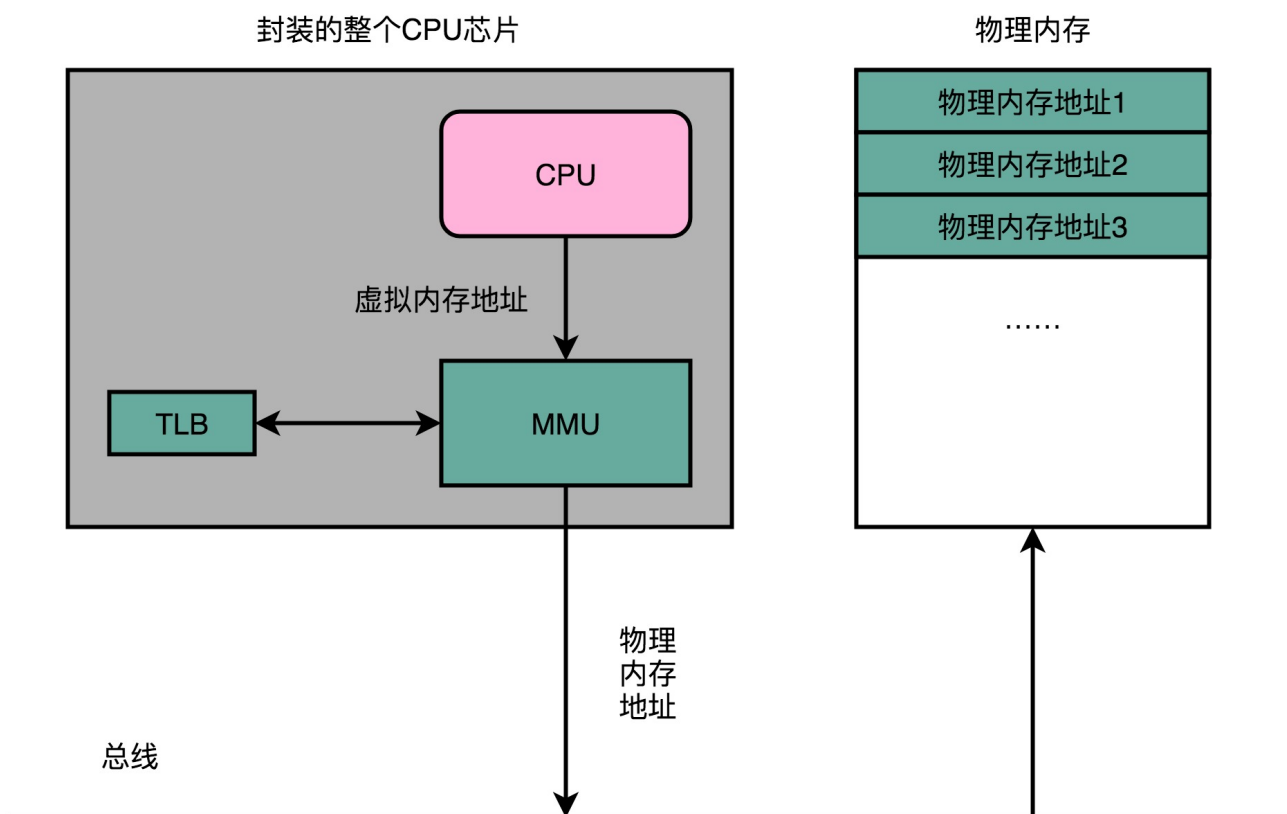 封装的整个CPU芯片
物理内存
物理内存地址1
物理内存地址2
物理内存地址3
……
CPU
虚拟内存地址
TLB
MMU
物理
内存
地址
总线